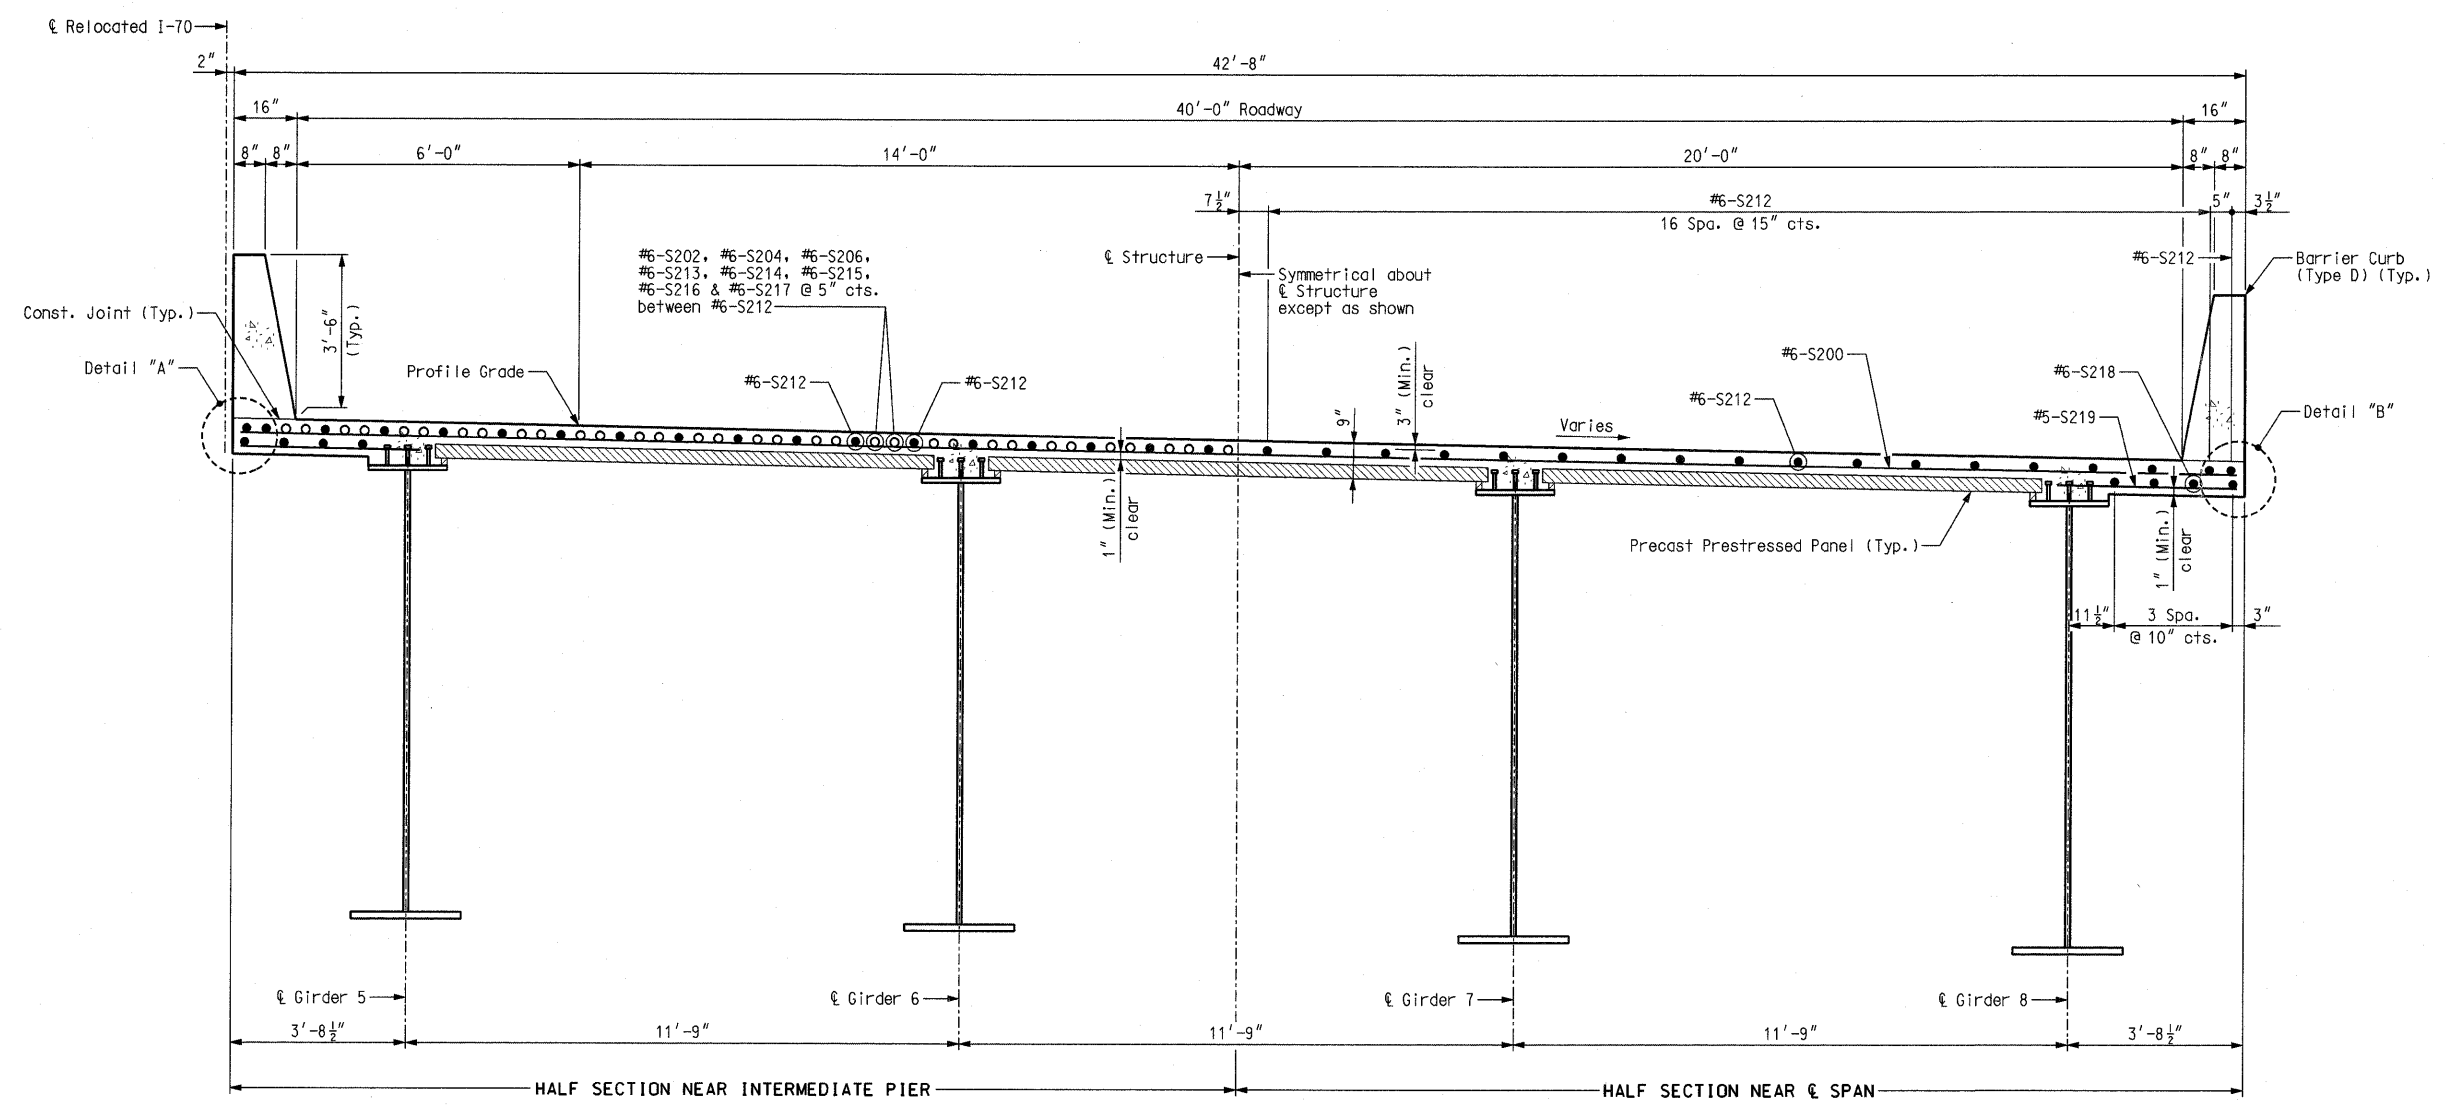 ℄ Relocated I-70
2" 42'-8"
16" 40'-0" Roadway 16"
8" 8" 6'-0" 14'-0" 20'-0" 8" 8"
7½" #6-S212 5" 3½"
16 Spa. @ 15" cts.
#6-S202, #6-S204, #6-S206,
#6-S213, #6-S214, #6-S215,
#6-S216 & #6-S217 @ 5" cts.
between #6-S212
℄ Structure
Symmetrical about
℄ Structure
except as shown
#6-S212
Barrier Curb
(Type D) (Typ.)
Const. Joint (Typ.)
3'-6"
(Typ.)
Detail "A"
Profile Grade
#6-S212
#6-S212
9"
3" (Min.)
clear
Varies
#6-S200
#6-S212
#6-S218
#5-S219
Detail "B"
1" (Min.)
clear
Precast Prestressed Panel (Typ.)
1" (Min.)
clear
11½" 3 Spa. 3"
@ 10" cts.
℄ Girder 5 ℄ Girder 6 ℄ Girder 7 ℄ Girder 8
3'-8½" 11'-9" 11'-9" 11'-9" 3'-8½"
HALF SECTION NEAR INTERMEDIATE PIER HALF SECTION NEAR ℄ SPAN